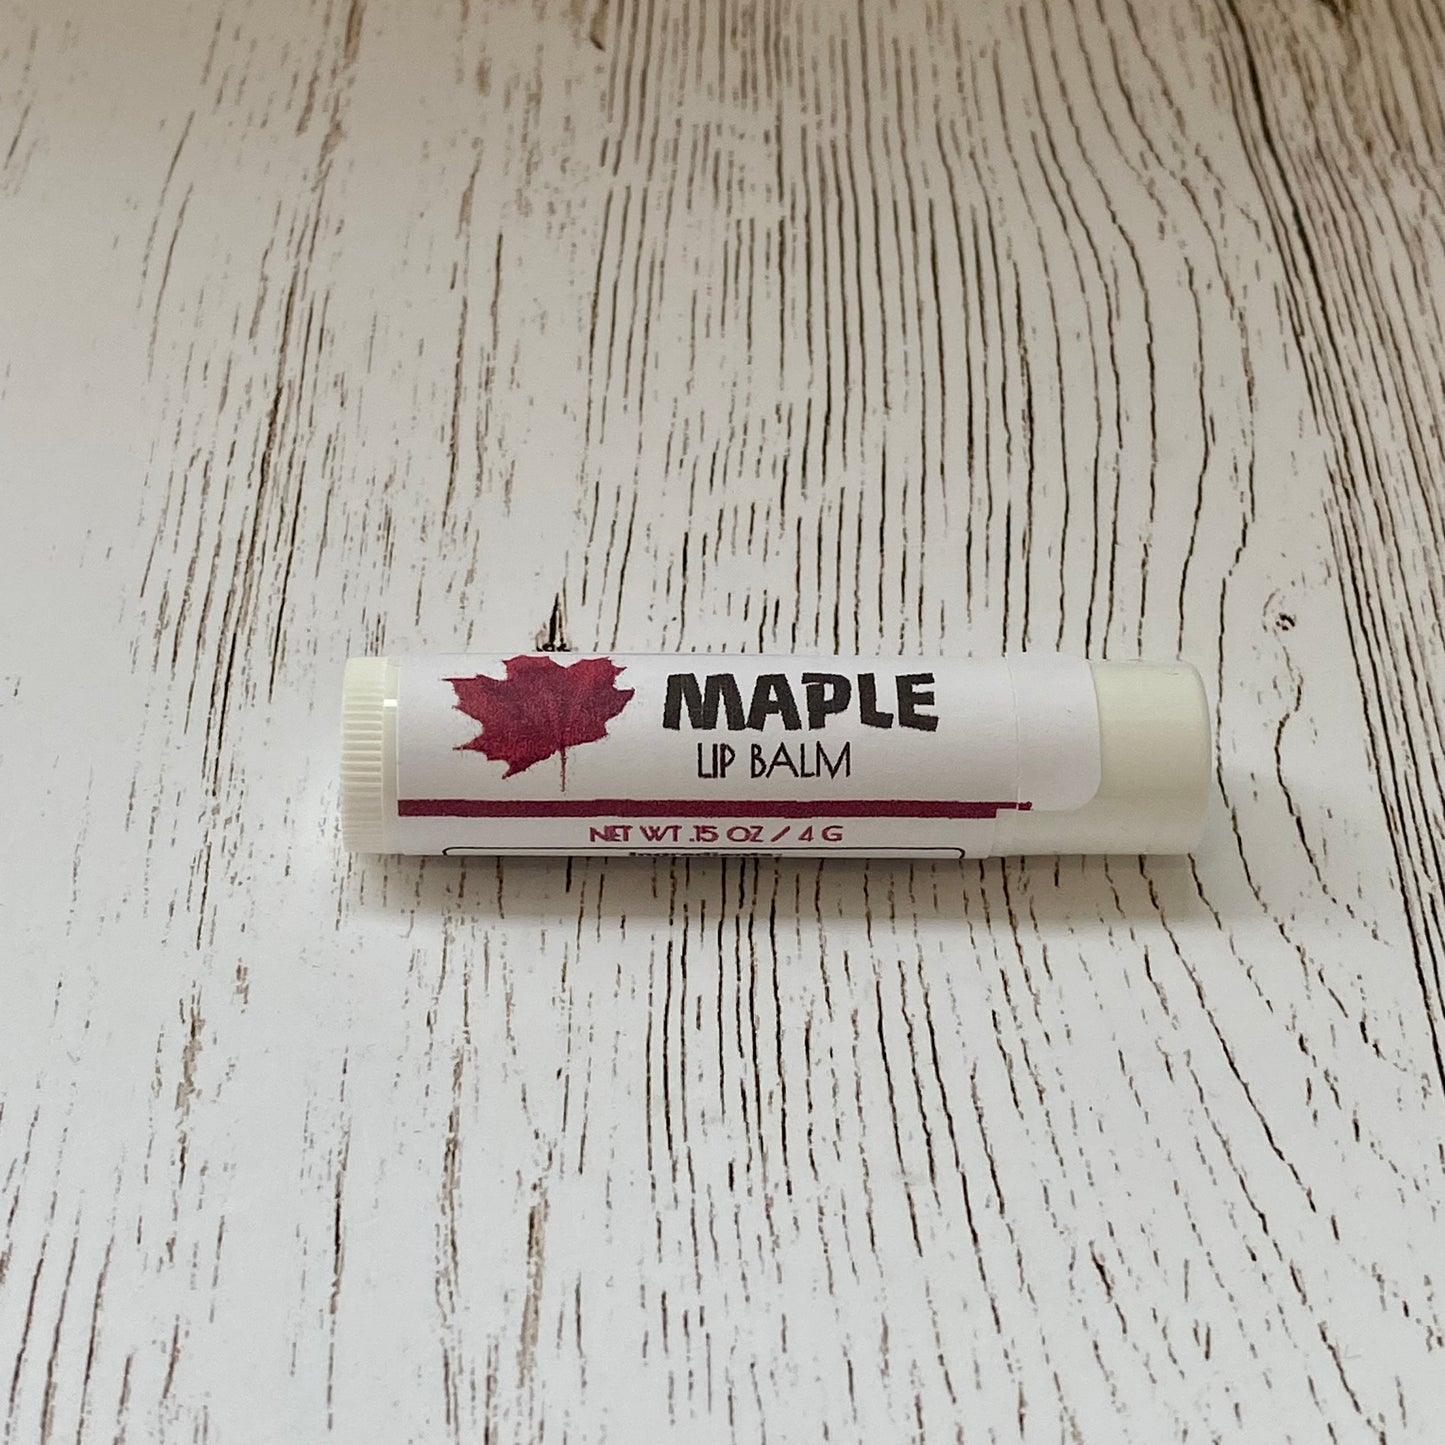 MAPLE
LIP BALM
NET WT .15 OZ / 4 G